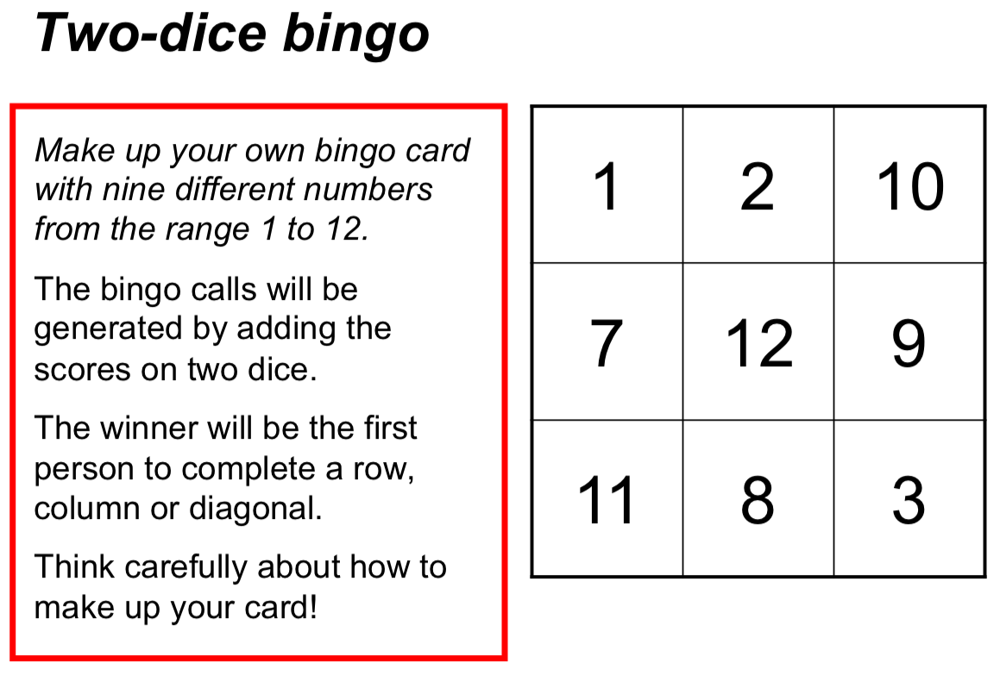 Two-dice bingo
Make up your own bingo card
with nine different numbers
from the range 1 to 12.
The bingo calls will be
generated by adding the
scores on two dice.
The winner will be the first
person to complete a row,
column or diagonal.
Think carefully about how to
make up your card!
1 2 10
7 12 9
11 8 3